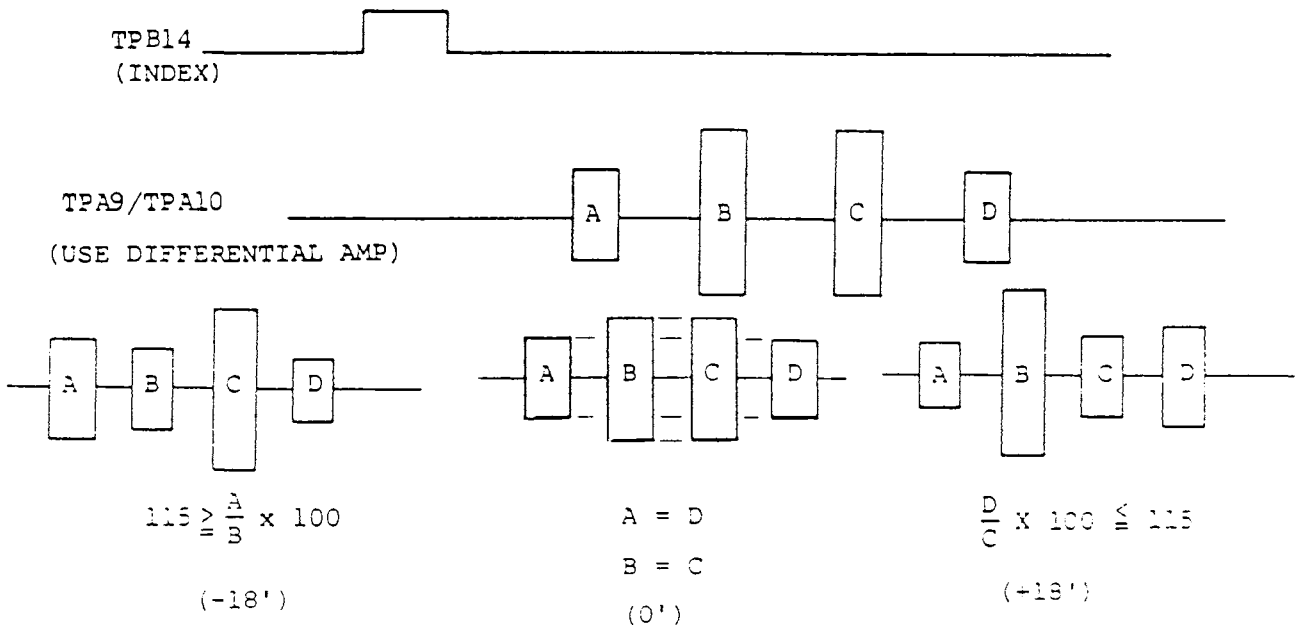 TPB14
(INDEX)
TPA9/TPA10
(USE DIFFERENTIAL AMP)
A B C D
A B C D
A B C D
A B C D
115 ≧ A/B x 100
A = D
B = C
D/C X 100 ≦ 115
(-18')
(0')
(+18')